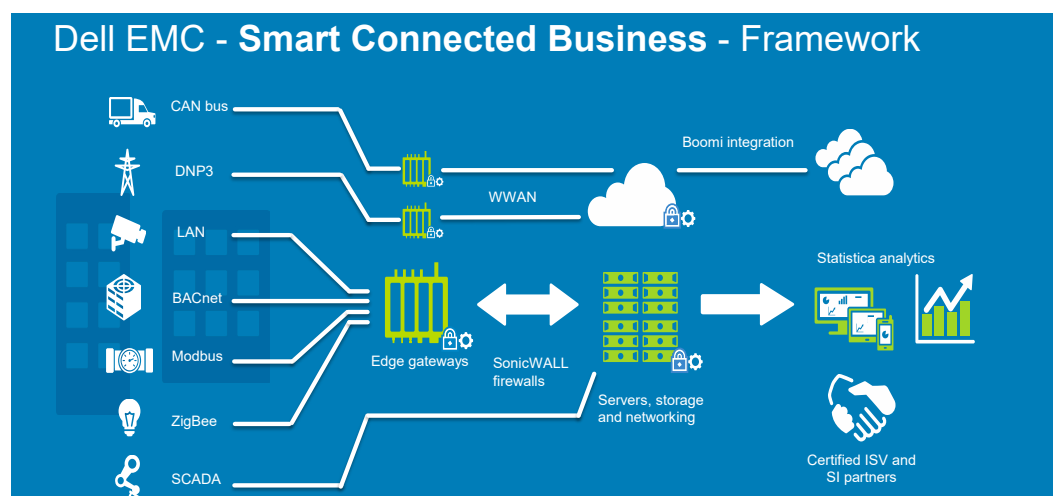 Dell EMC - Smart Connected Business - Framework
CAN bus
Boomi integration
DNP3
WWAN
LAN
Statistica analytics
BACnet
Modbus
Edge gateways
SonicWALL
firewalls
Servers, storage
and networking
ZigBee
Certified ISV and
SI partners
SCADA